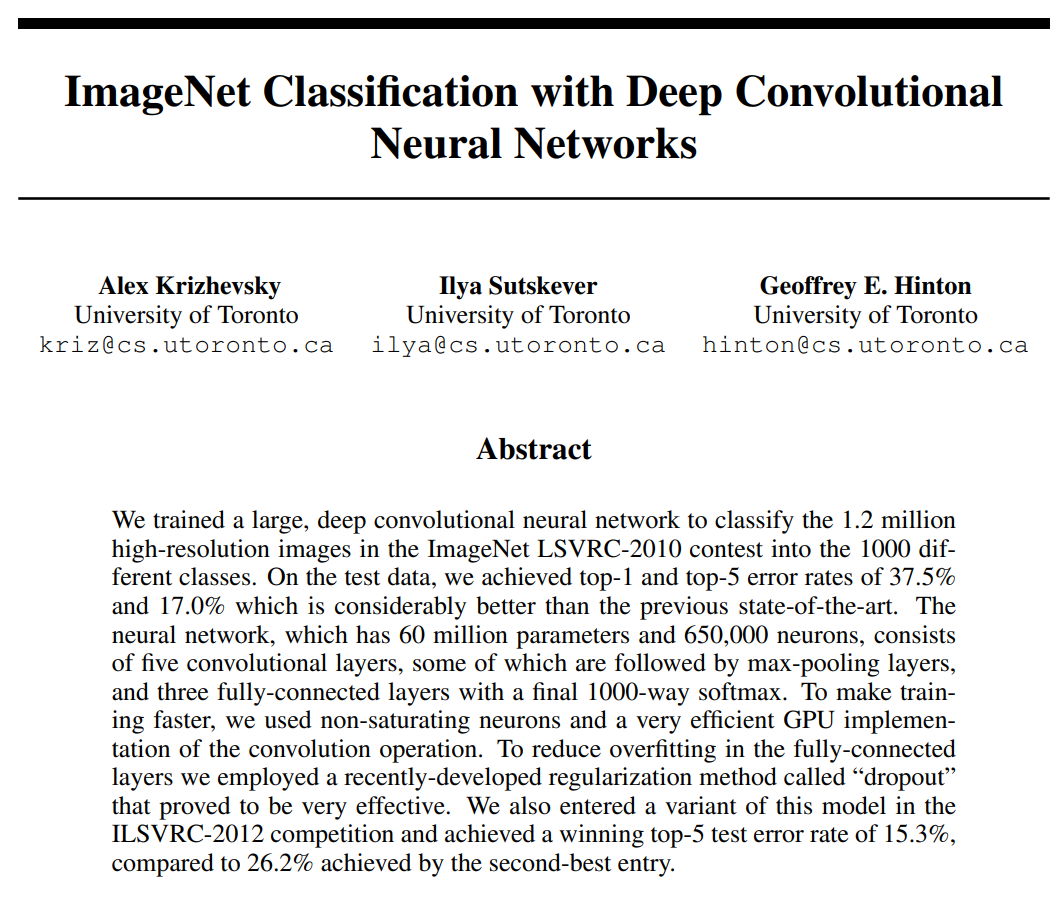 ImageNet Classification with Deep Convolutional
Neural Networks
Alex Krizhevsky
University of Toronto
kriz@cs.utoronto.ca
Ilya Sutskever
University of Toronto
ilya@cs.utoronto.ca
Geoffrey E. Hinton
University of Toronto
hinton@cs.utoronto.ca
Abstract
We trained a large, deep convolutional neural network to classify the 1.2 million
high-resolution images in the ImageNet LSVRC-2010 contest into the 1000 dif-
ferent classes. On the test data, we achieved top-1 and top-5 error rates of 37.5%
and 17.0% which is considerably better than the previous state-of-the-art. The
neural network, which has 60 million parameters and 650,000 neurons, consists
of five convolutional layers, some of which are followed by max-pooling layers,
and three fully-connected layers with a final 1000-way softmax. To make train-
ing faster, we used non-saturating neurons and a very efficient GPU implemen-
tation of the convolution operation. To reduce overfitting in the fully-connected
layers we employed a recently-developed regularization method called “dropout”
that proved to be very effective. We also entered a variant of this model in the
ILSVRC-2012 competition and achieved a winning top-5 test error rate of 15.3%,
compared to 26.2% achieved by the second-best entry.